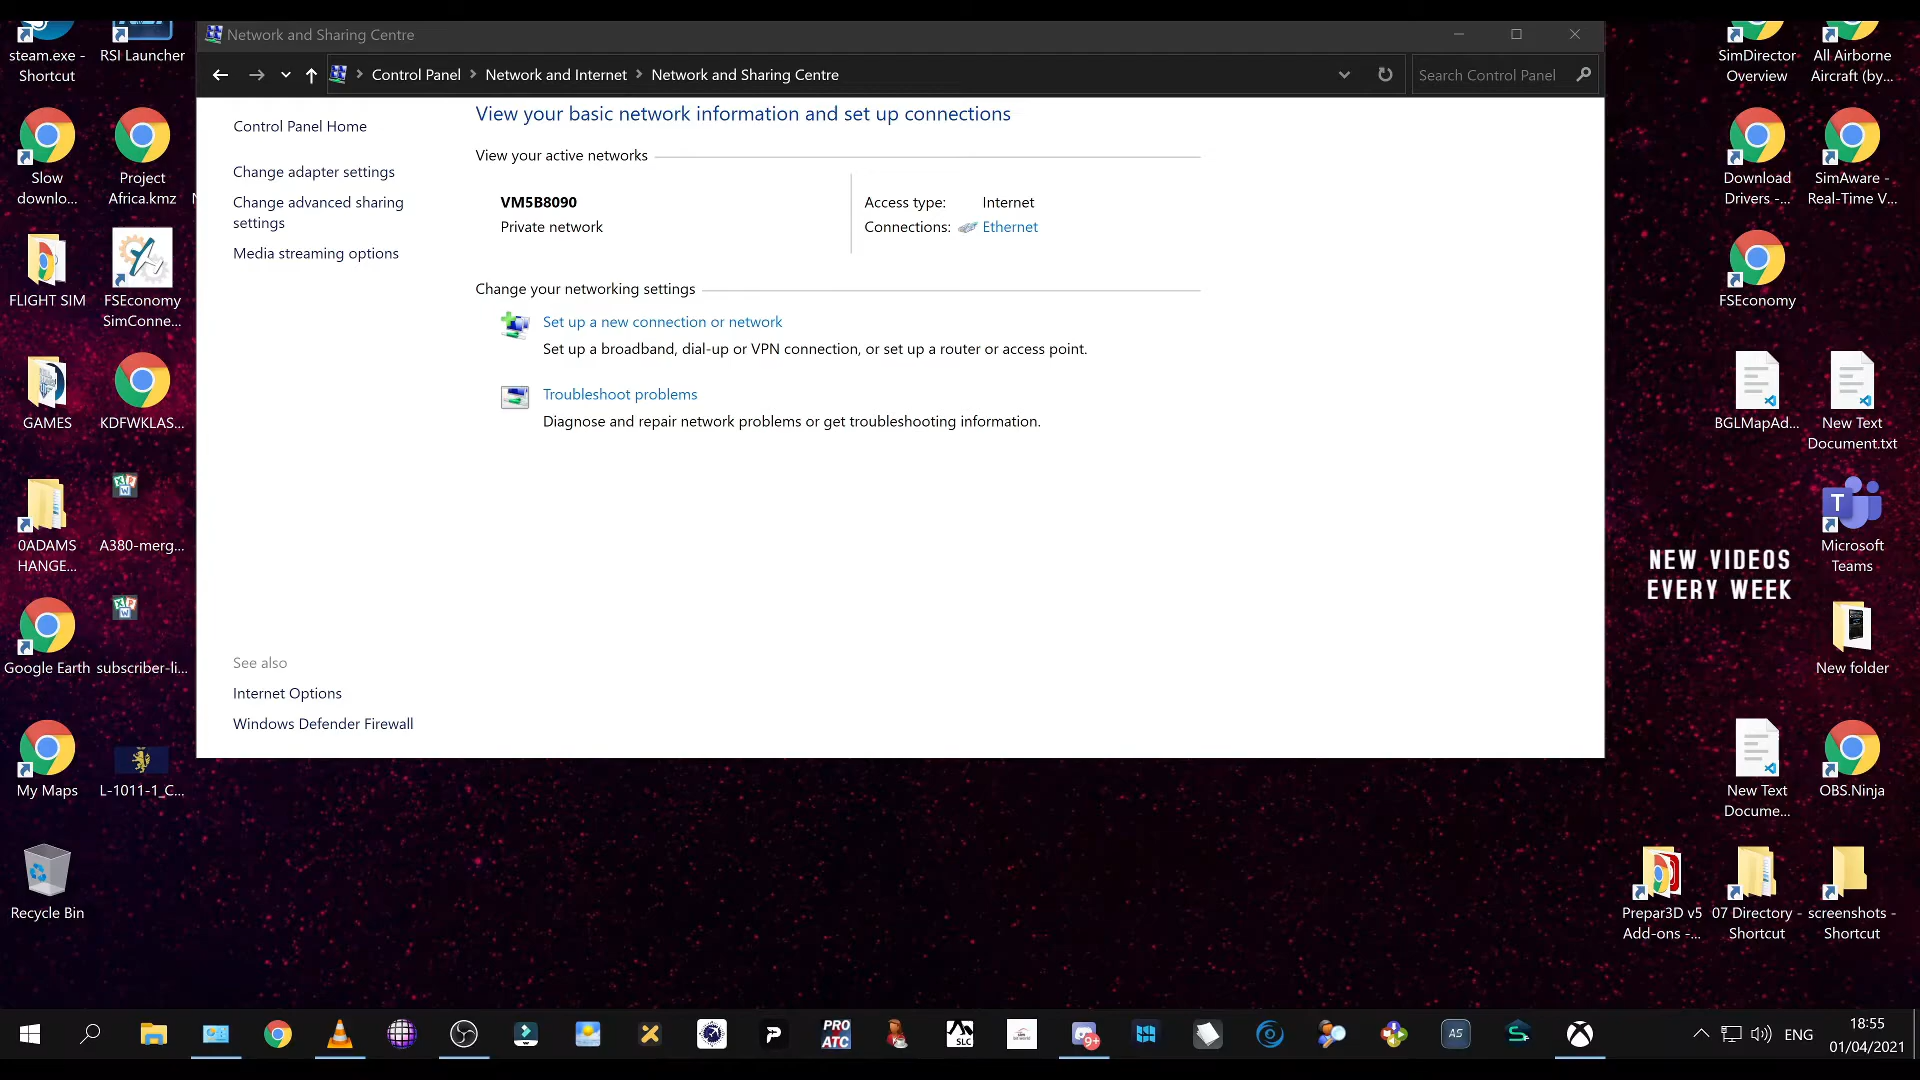 steam.exe -
Shortcut
RSI Launcher
Slow
downlo...
Project
Africa.kmz
FLIGHT SIM
FSEconomy
SimConne...
GAMES
KDFWKLAS...
0ADAMS
HANGE...
A380-merg...
Google Earth
subscriber-li...
My Maps
L-1011-1_C...
Recycle Bin
Network and Sharing Centre
Control Panel
Network and Internet
Network and Sharing Centre
Search Control Panel
Control Panel Home
Change adapter settings
Change advanced sharing
settings
Media streaming options
See also
Internet Options
Windows Defender Firewall
View your basic network information and set up connections
View your active networks
VM5B8090
Private network
Access type: Internet
Connections: Ethernet
Change your networking settings
Set up a new connection or network
Set up a broadband, dial-up or VPN connection, or set up a router or access point.
Troubleshoot problems
Diagnose and repair network problems or get troubleshooting information.
SimDirector
Overview
All Airborne
Aircraft (by...
Download
Drivers -...
SimAware -
Real-Time V...
FSEconomy
BGLMapAd...
New Text
Document.txt
NEW VIDEOS
EVERY WEEK
Microsoft
Teams
New folder
New Text
Docume...
OBS.Ninja
Prepar3D v5
Add-ons -...
07 Directory -
Shortcut
screenshots -
Shortcut
PRO
ATC
SLC
9+
AS
ENG
18:55
01/04/2021